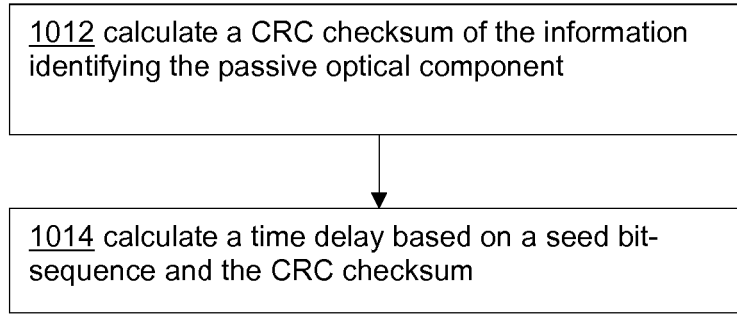 1012 calculate a CRC checksum of the information
identifying the passive optical component
1014 calculate a time delay based on a seed bit-
sequence and the CRC checksum